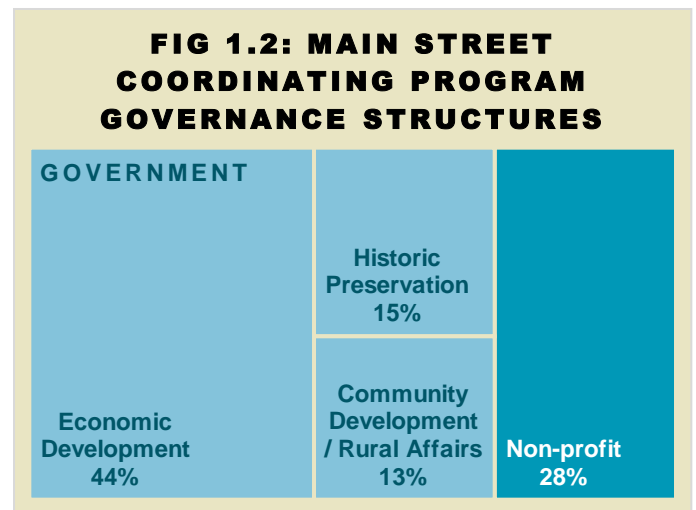 FIG 1.2: MAIN STREET
COORDINATING PROGRAM
GOVERNANCE STRUCTURES
GOVERNMENT
Economic
Development
44%
Historic
Preservation
15%
Community
Development
/ Rural Affairs
13%
Non-profit
28%